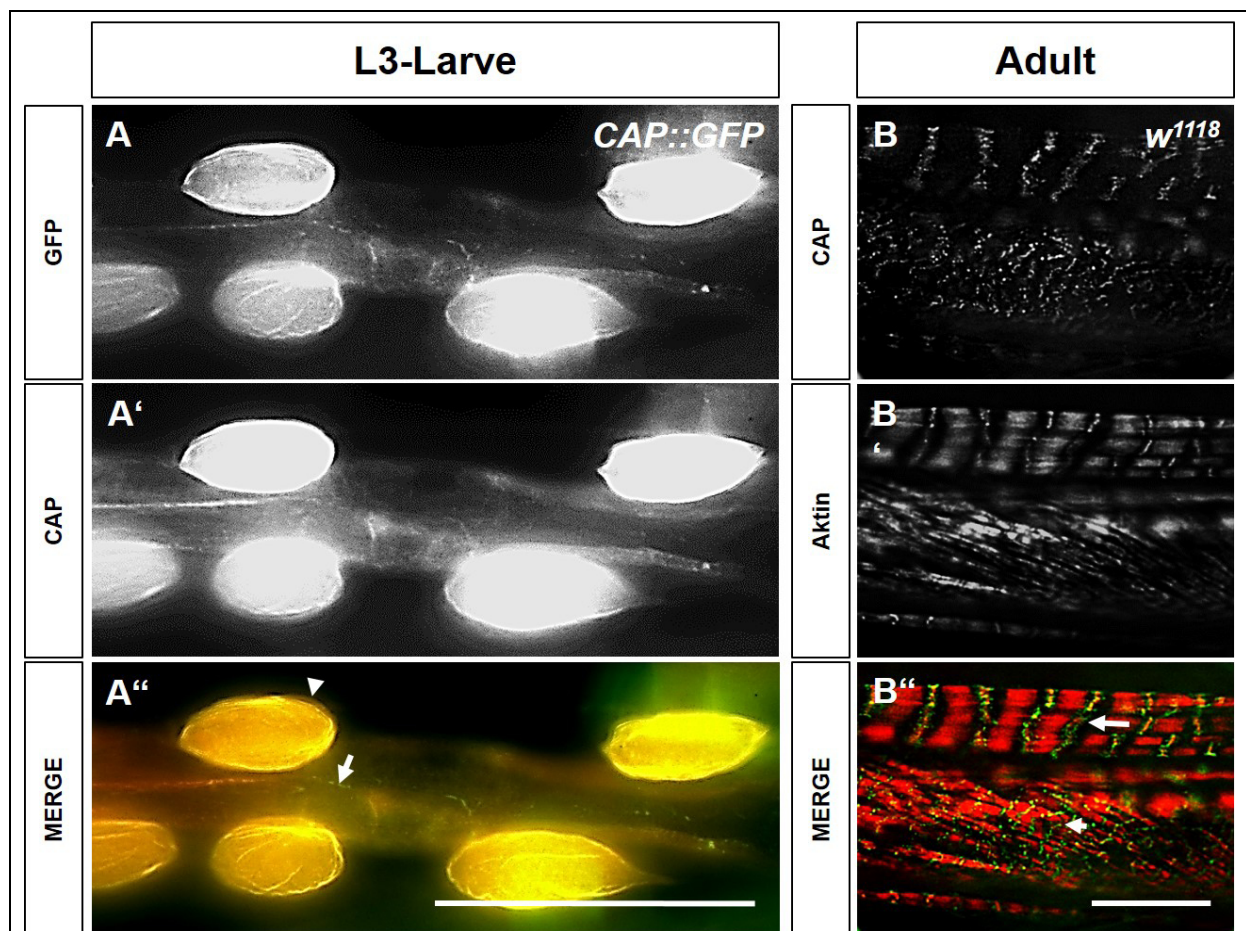 L3-Larve
Adult
GFP
A
CAP::GFP
CAP
B
w1118
CAP
A‘
Aktin
B
‘
MERGE
A“
MERGE
B“